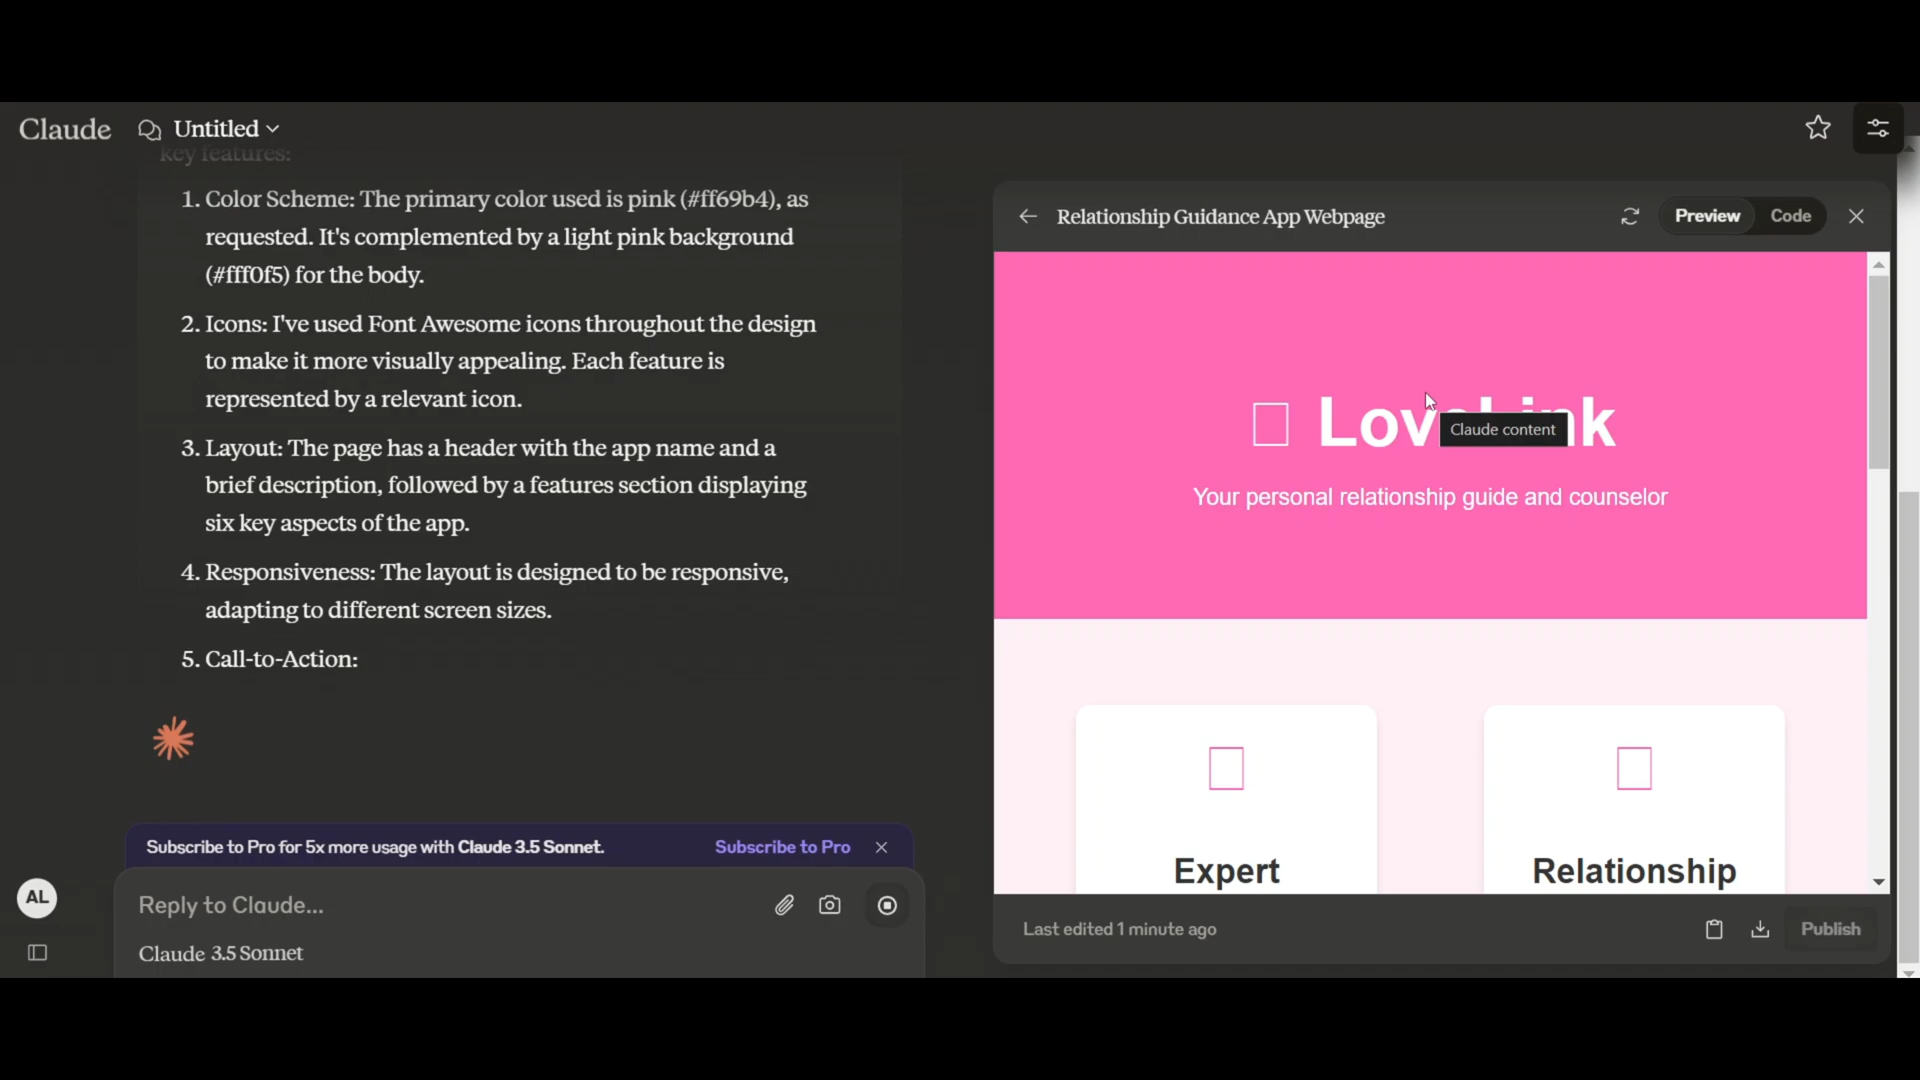 Claude
Untitled
key features:
1. Color Scheme: The primary color used is pink (#ff69b4), as
requested. It's complemented by a light pink background
(#fff0f5) for the body.
2. Icons: I've used Font Awesome icons throughout the design
to make it more visually appealing. Each feature is
represented by a relevant icon.
3. Layout: The page has a header with the app name and a
brief description, followed by a features section displaying
six key aspects of the app.
4. Responsiveness: The layout is designed to be responsive,
adapting to different screen sizes.
5. Call-to-Action:
Subscribe to Pro for 5x more usage with Claude 3.5 Sonnet.
Subscribe to Pro
AL
Reply to Claude...
Claude 3.5 Sonnet
Relationship Guidance App Webpage
Preview
Code
LoveLink
Claude content
Your personal relationship guide and counselor
Expert
Relationship
Last edited 1 minute ago
Publish